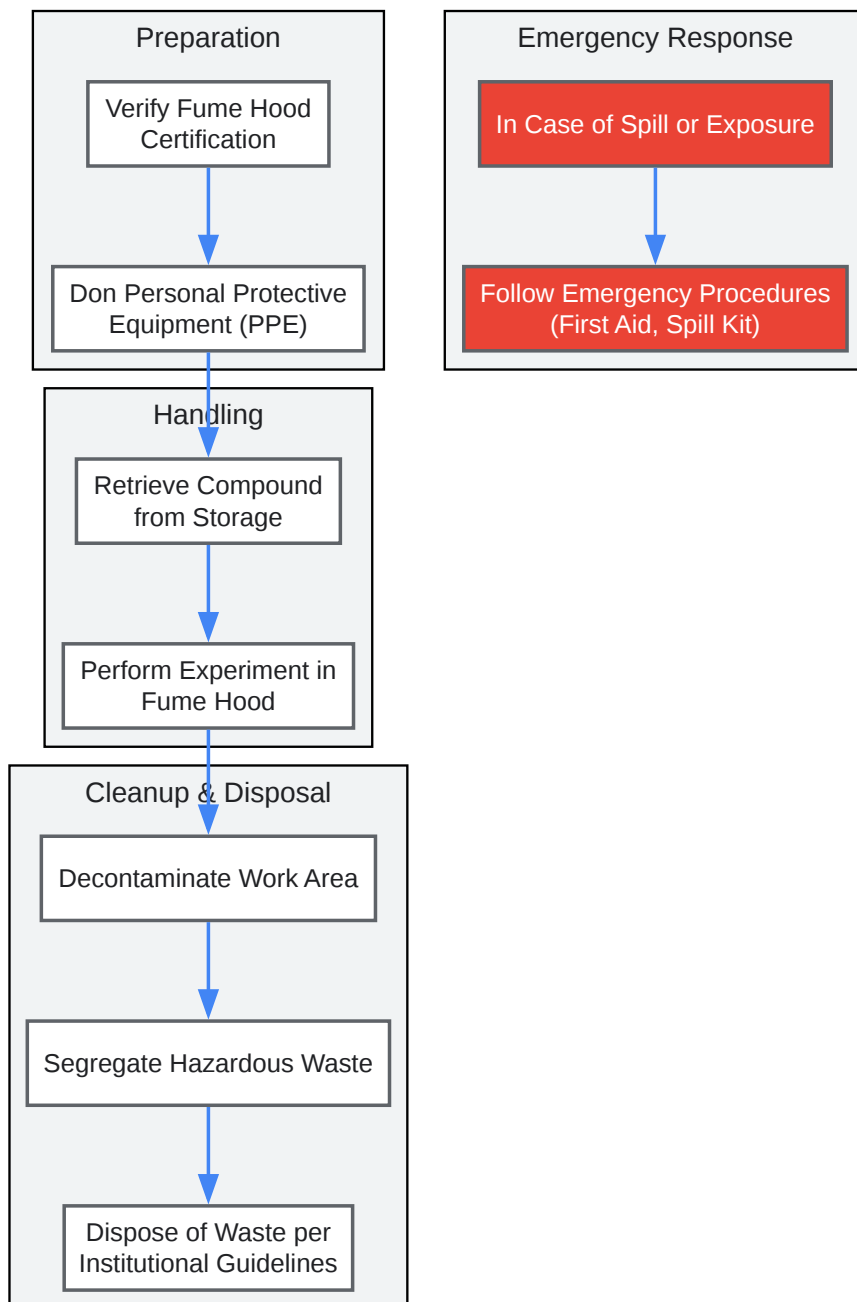 Preparation
Verify Fume Hood
Certification
Don Personal Protective
Equipment (PPE)
Handling
Retrieve Compound
from Storage
Perform Experiment in
Fume Hood
Cleanup & Disposal
Decontaminate Work Area
Segregate Hazardous Waste
Dispose of Waste per
Institutional Guidelines
Emergency Response
In Case of Spill or Exposure
Follow Emergency Procedures
(First Aid, Spill Kit)